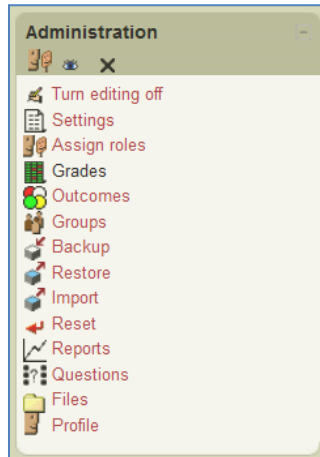 Administration
Turn editing off
Settings
Assign roles
Grades
Outcomes
Groups
Backup
Restore
Import
Reset
Reports
Questions
Files
Profile